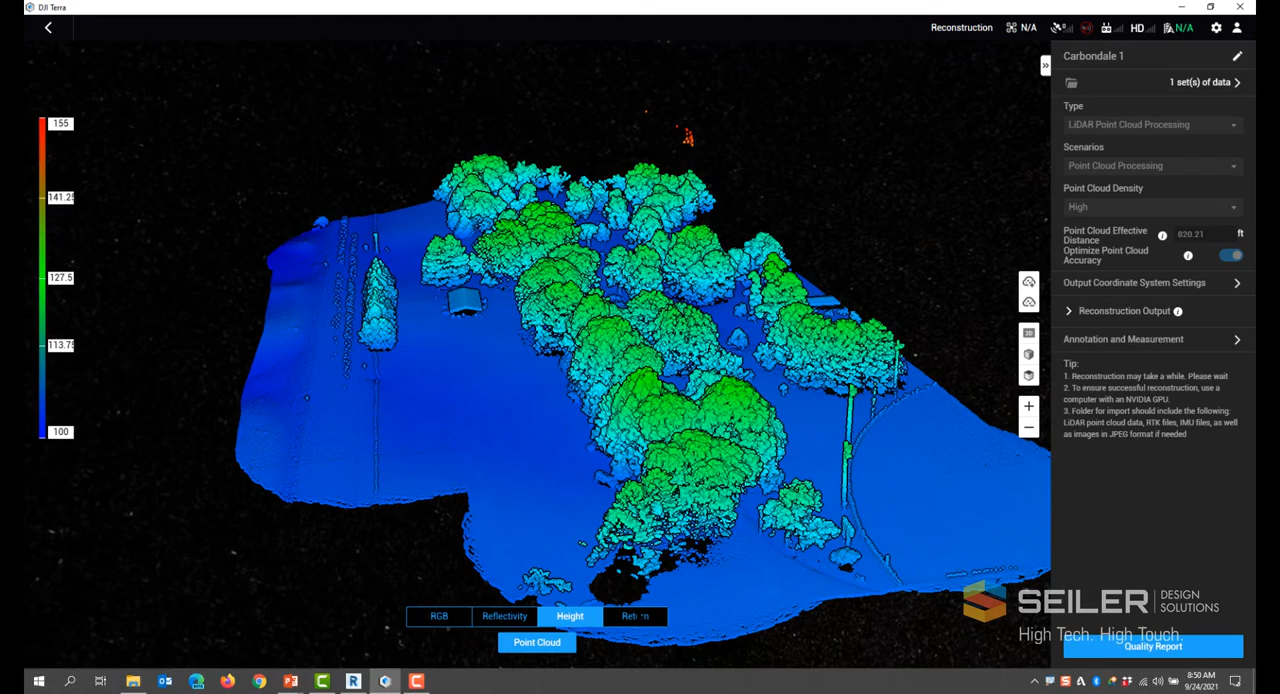 DJI Terra
Reconstruction
N/A
HD
N/A
155
141.25
127.5
113.75
100
Carbondale 1
1 set(s) of data
Type
LiDAR Point Cloud Processing
Scenarios
Point Cloud Processing
Point Cloud Density
High
Point Cloud Effective
Distance
820.21
ft
Optimize Point Cloud
Accuracy
Output Coordinate System Settings
Reconstruction Output
Annotation and Measurement
Tip:
1. Reconstruction may take a while. Please wait
2. To ensure successful reconstruction, use a
computer with an NVIDIA GPU.
3. Folder for import should include the following:
LiDAR point cloud data, RTK files, IMU files, as well
as images in JPEG format if needed
2D
RGB
Reflectivity
Height
Return
Point Cloud
SEILER
DESIGN
SOLUTIONS
High Tech. High Touch.
Quality Report
8:50 AM
9/24/2021